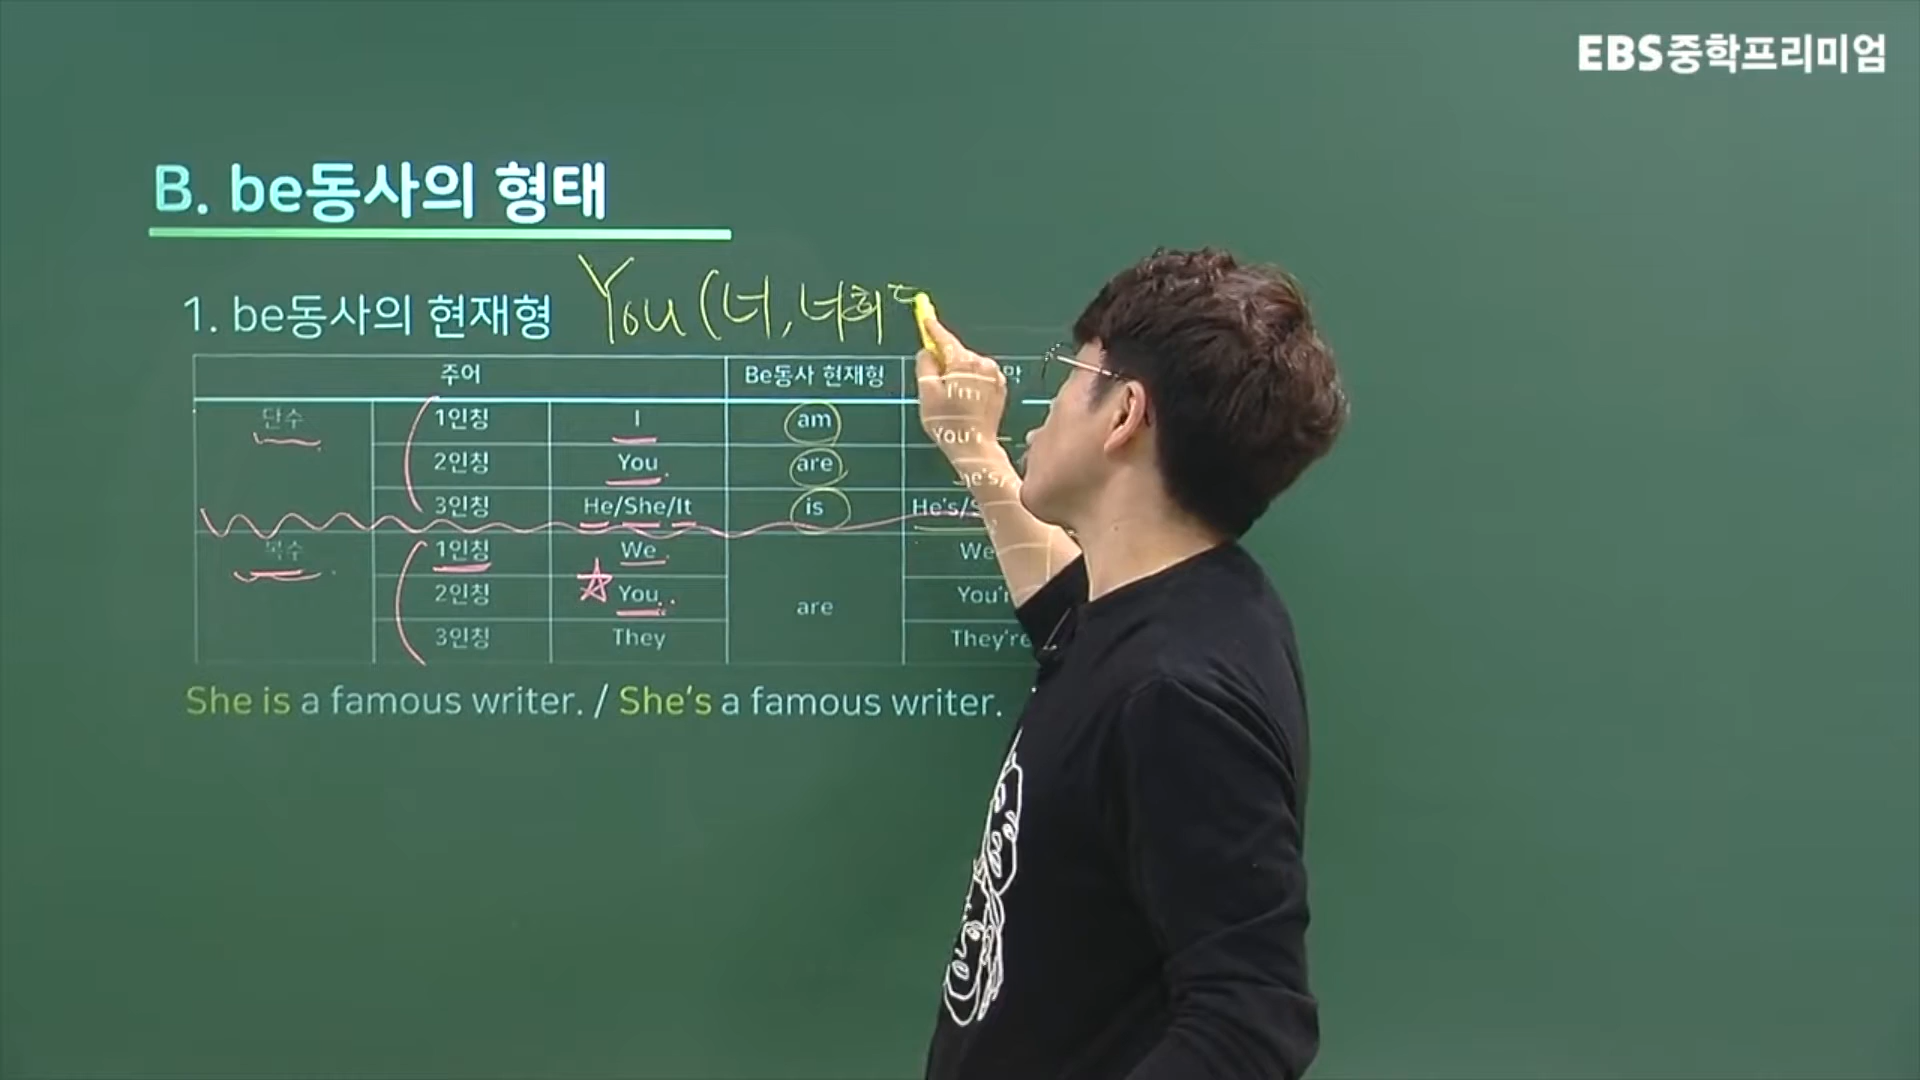 EBS중학프리미엄
B. be동사의 형태
1. be동사의 현재형 You (너, 너희
주어 Be동사 현재형
단수 1인칭 I am I'm
2인칭 You are
3인칭 He/She/It is
복수 1인칭 We are
2인칭 You
3인칭 They They're
She is a famous writer. / She's a famous writer.